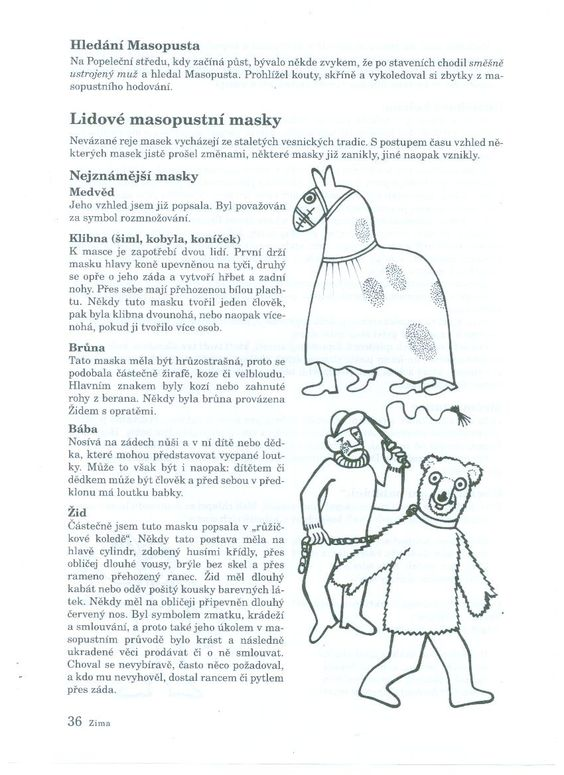 Hledání Masopusta
Na Popeleční středu, kdy začíná půst, bývalo někde zvykem, že po staveních chodil směšně
ustrojený muž a hledal Masopusta. Prohlížel kouty, skříně a vykoledoval si zbytky z ma-
sopustního hodování.
Lidové masopustní masky
Nevázané reje masek vycházejí ze staletých vesnických tradic. S postupem času vzhled ně-
kterých masek jistě prošel změnami, některé masky již zanikly, jiné naopak vznikly.
Nejznámější masky
Medvěd
Jeho vzhled jsem již popsala. Byl považován
za symbol rozmnožování.
Klibna (šiml, kobyla, koníček)
K masce je zapotřebí dvou lidí. První drží
masku hlavy koně upevněnou na tyči, druhý
se opře o jeho záda a vytvoří hřbet a zadní
nohy. Přes sebe mají přehozenou bílou plach-
tu. Někdy tuto masku tvořil jeden člověk,
pak byla klibna dvounohá, nebo naopak více-
nohá, pokud ji tvořilo více osob.
Brůna
Tato maska měla být hrůzostrašná, proto se
podobala částečně žirafě, koze či velbloudu.
Hlavním znakem byly kozí nebo zahnuté
rohy z berana. Někdy byla brůna provázena
Židem s opratěmi.
Bába
Nosívá na zádech nůši a v ní dítě nebo děd-
ka, které mohou představovat vycpané lout-
ky. Může to však být i naopak: dítětem či
dědkem může být člověk a před sebou v před-
klonu má loutku babky.
Žid
Částečně jsem tuto masku popsala v „růžič-
kové koledě“. Někdy tato postava měla na
hlavě cylindr, zdobený husími křídly, přes
obličej dlouhé vousy, brýle bez skel a přes
rameno přehozený ranec. Žid měl dlouhý
kabát nebo oděv pošitý kousky barevných lá-
tek. Někdy měl na obličeji připevněn dlouhý
červený nos. Byl symbolem zmatku, krádeží
a smlouvání, a proto také jeho úkolem v ma-
sopustním průvodě bylo krást a následně
ukradené věci prodávat či o ně smlouvat.
Choval se nevybíravě, často něco požadoval,
a kdo mu nevyhověl, dostal rancem či pytlem
přes záda.
36 Zima